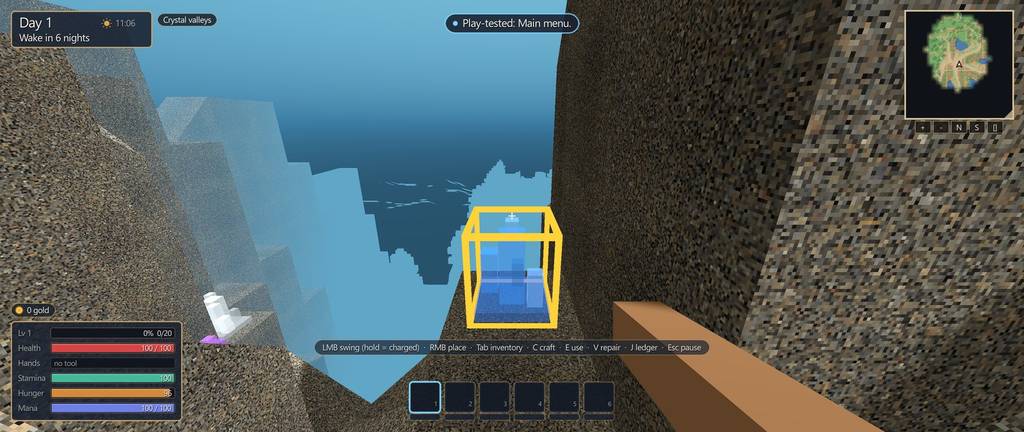 Day 1
11:06
Wake in 6 nights
Crystal valleys
Play-tested: Main menu.
+ - N S []
0 gold
Lv 1 0% 0/20
Health 100 / 100
Hands no tool
Stamina 100
Hunger
Mana 100 / 100
LMB swing (hold = charged) · RMB place · Tab inventory · C craft · E use · V repair · J ledger · Esc pause
1 2 3 4 5 6